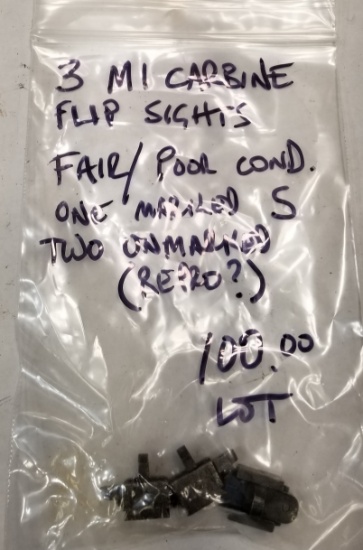 3 M1 CARBINE
FLIP SIGHTS
FAIR/POOR COND.
ONE MARKED S
TWO UNMARKED
(REPRO?)
100.00
LOT